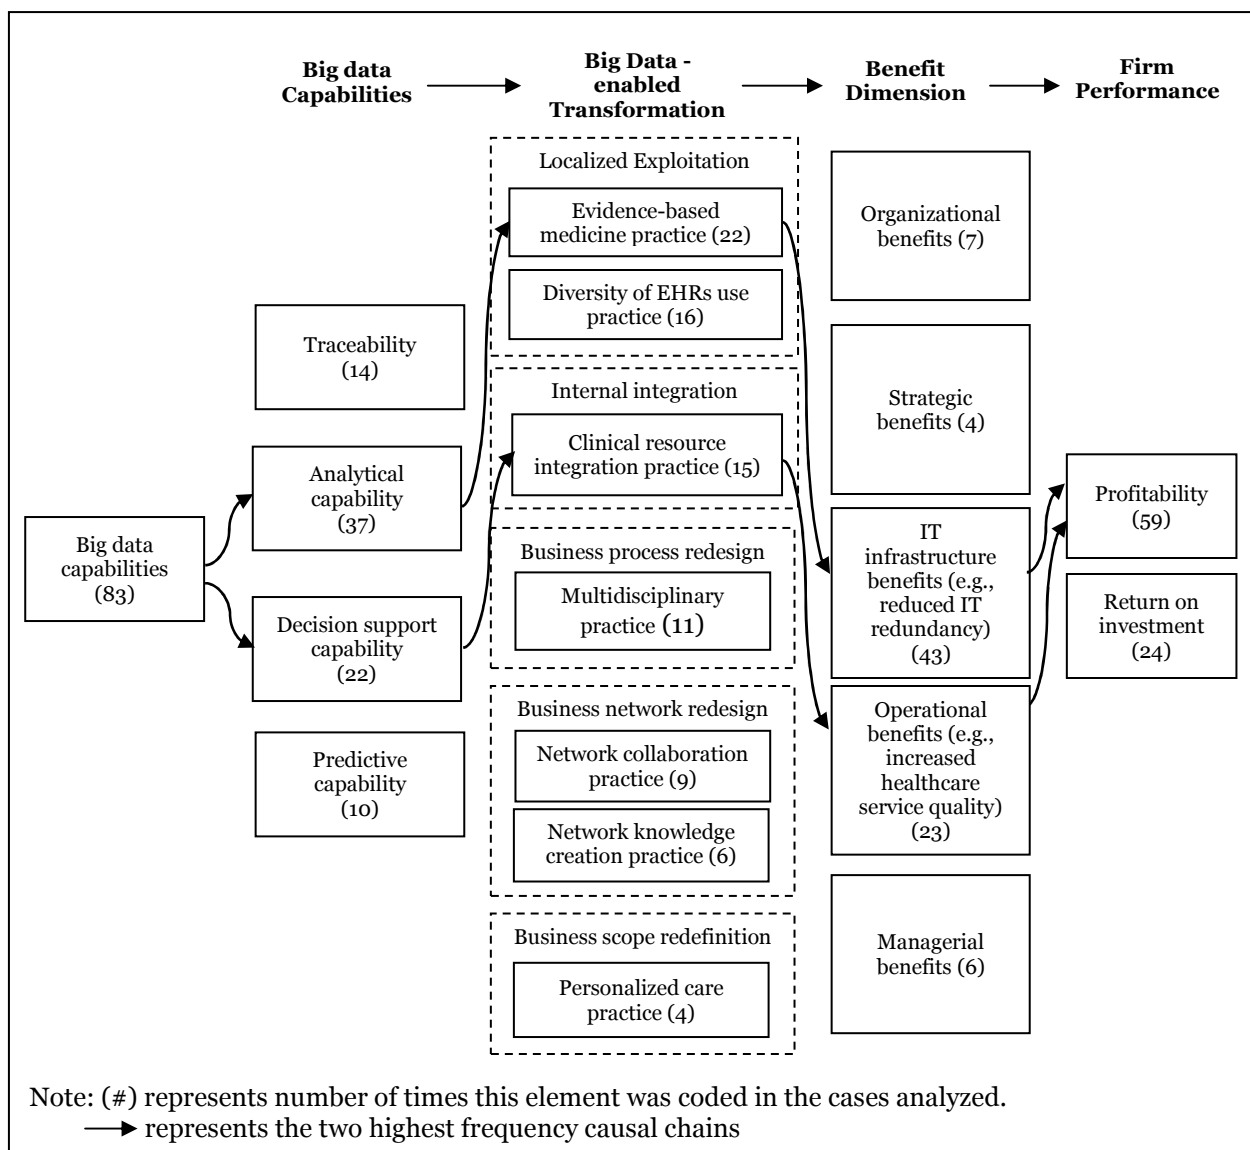 Big data
Capabilities
Big Data -
enabled
Transformation
Benefit
Dimension
Firm
Performance
Big data
capabilities
(83)
Traceability
(14)
Analytical
capability
(37)
Decision support
capability
(22)
Predictive
capability
(10)
Localized Exploitation
Evidence-based
medicine practice (22)
Diversity of EHRs use
practice (16)
Internal integration
Clinical resource
integration practice (15)
Business process redesign
Multidisciplinary
practice (11)
Business network redesign
Network collaboration
practice (9)
Network knowledge
creation practice (6)
Business scope redefinition
Personalized care
practice (4)
Organizational
benefits (7)
Strategic
benefits (4)
IT
infrastructure
benefits (e.g.,
reduced IT
redundancy)
(43)
Operational
benefits (e.g.,
increased
healthcare
service quality)
(23)
Managerial
benefits (6)
Profitability
(59)
Return on
investment
(24)
Note: (#) represents number of times this element was coded in the cases analyzed.
represents the two highest frequency causal chains